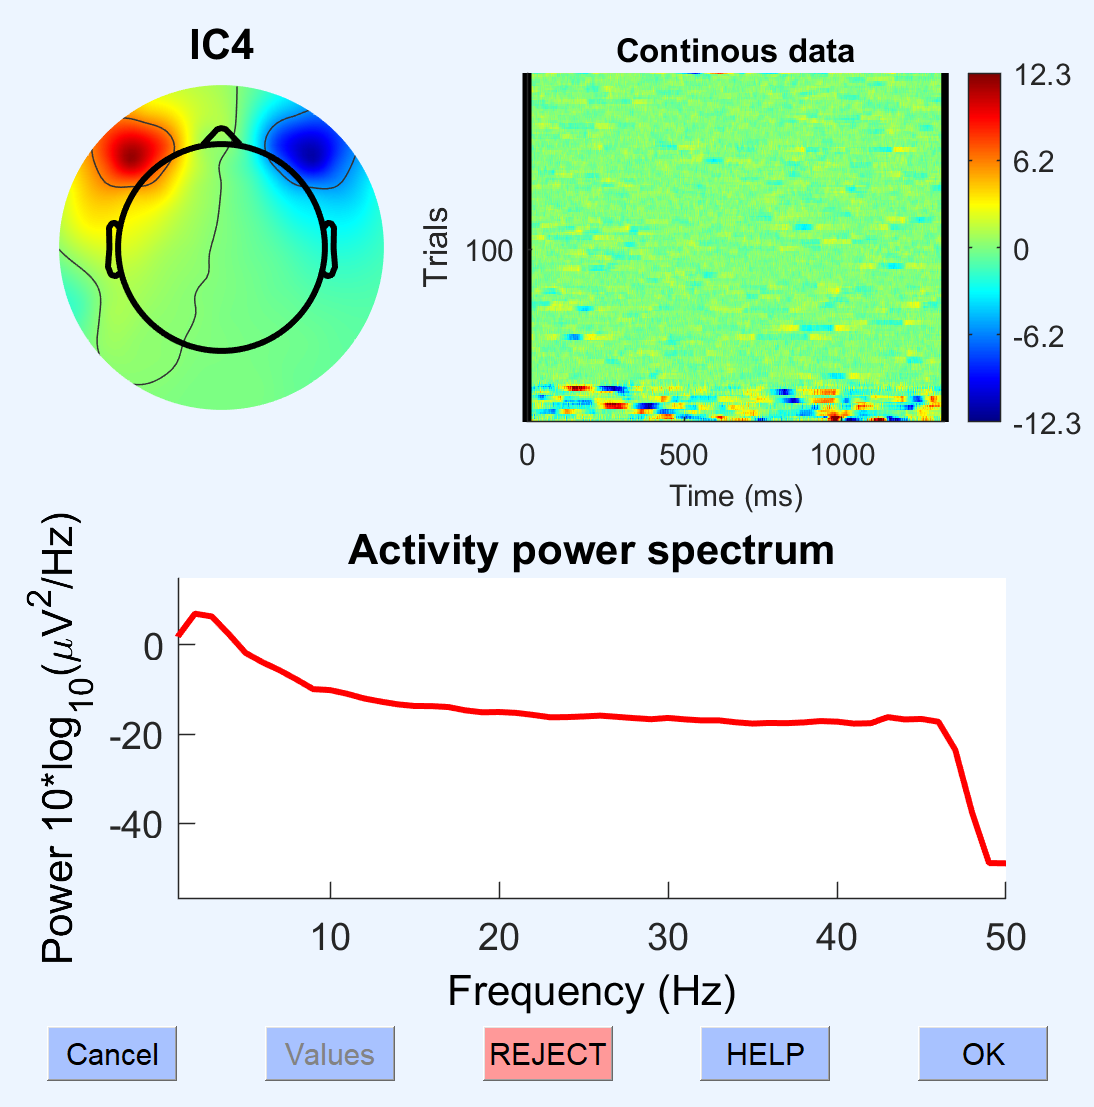 IC4
Continous data
12.3
6.2
0
-6.2
-12.3
Trials
100
0
500
1000
Time (ms)
Activity power spectrum
Power 10*log10(μV2/Hz)
0
-20
-40
10
20
30
40
50
Frequency (Hz)
Cancel
Values
REJECT
HELP
OK